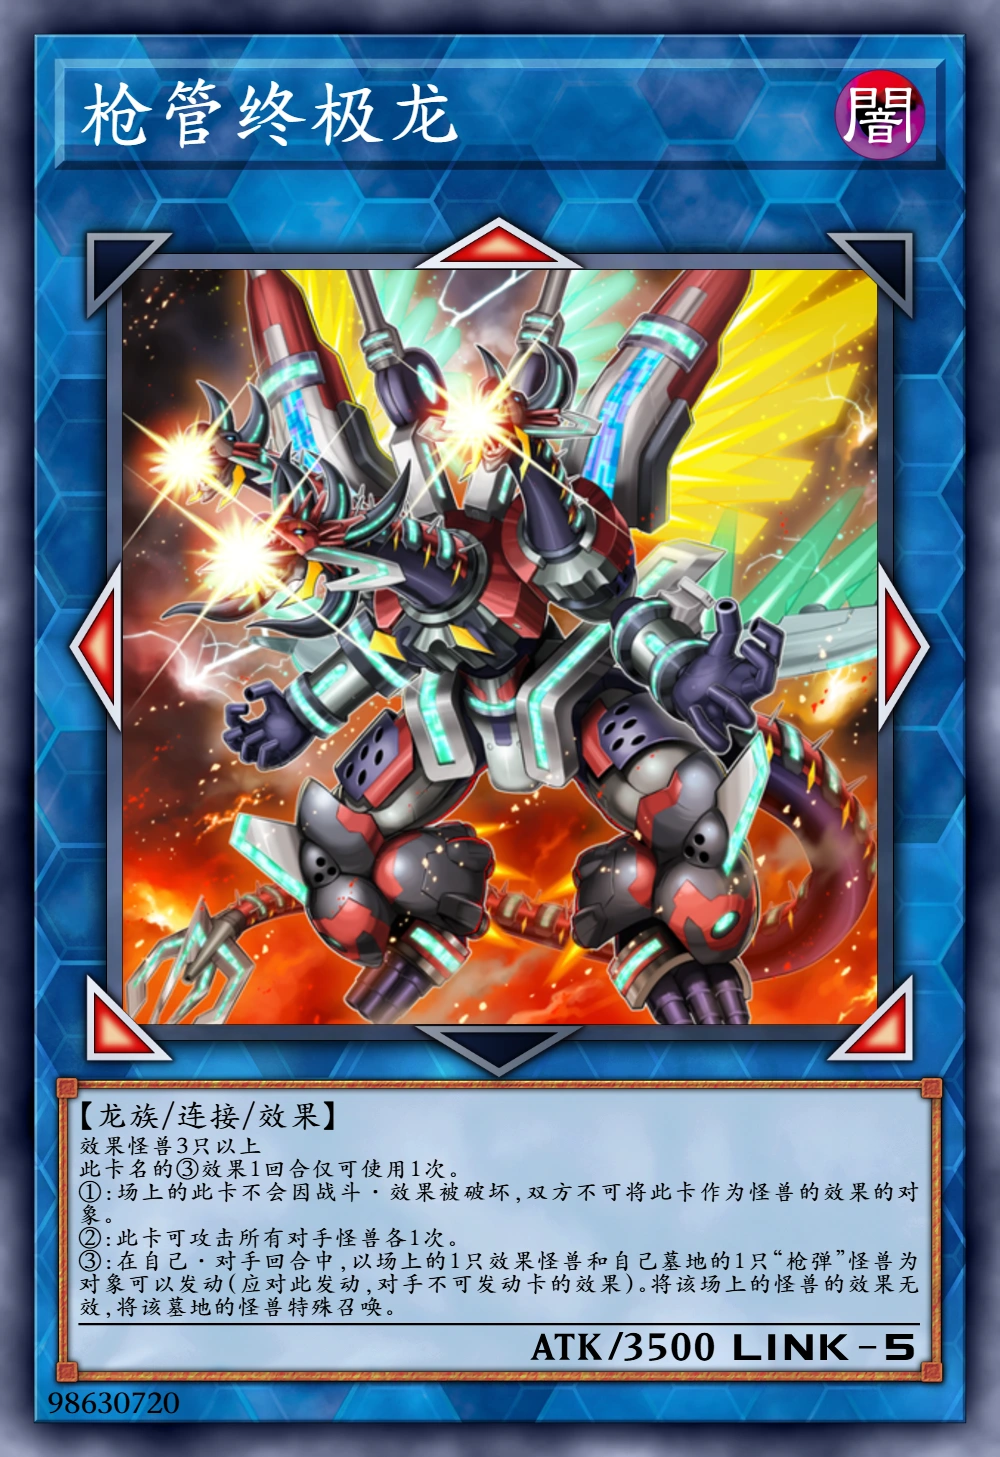 枪管终极龙
闇
【龙族/连接/效果】
效果怪兽3只以上
此卡名的③效果1回合仅可使用1次。
①:场上的此卡不会因战斗·效果被破坏,双方不可将此卡作为怪兽的效果的对
象。
②:此卡可攻击所有对手怪兽各1次。
③:在自己·对手回合中,以场上的1只效果怪兽和自己墓地的1只“枪弹”怪兽为
对象可以发动(应对此发动,对手不可发动卡的效果)。将该场上的怪兽的效果无
效,将该墓地的怪兽特殊召唤。
ATK/3500 LINK-5
98630720